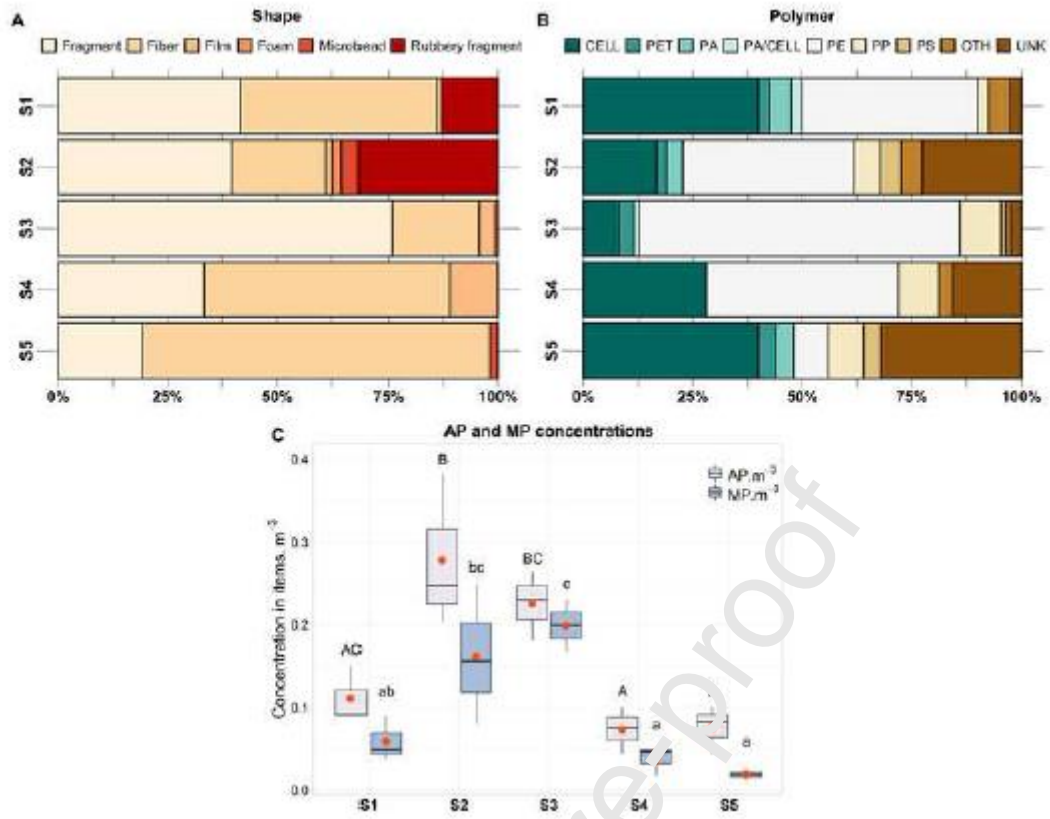 A
Shape
Fragment Fiber Film Foam Microbead Rubbery fragment
S1
S2
S3
S4
S5
0% 25% 50% 75% 100%
B
Polymer
CELL PET PA PA/CELL PE PP PS OTH UNK
S1
S2
S3
S4
S5
0% 25% 50% 75% 100%
C
AP and MP concentrations
Concentration in items. m⁻³
0.4
0.3
0.2
0.1
0.0
AP.m⁻³
MP.m⁻³
AC
ab
B
bc
BC
c
A
a
a
S1 S2 S3 S4 S5
re-proof